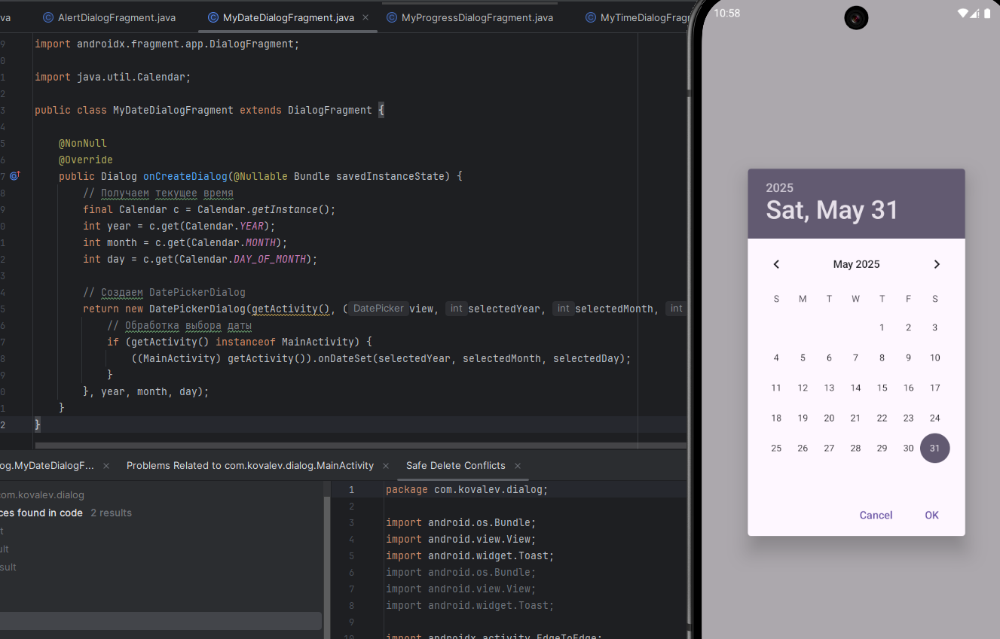 va
AlertDialogFragment.java
MyDateDialogFragment.java
MyProgressDialogFragment.java
MyTimeDialogFragr
9 import androidx.fragment.app.DialogFragment;
0
1 import java.util.Calendar;
2
3 public class MyDateDialogFragment extends DialogFragment {
4
5 @NonNull
6 @Override
7 public Dialog onCreateDialog(@Nullable Bundle savedInstanceState) {
8 // Получаем текущее время
9 final Calendar c = Calendar.getInstance();
0 int year = c.get(Calendar.YEAR);
1 int month = c.get(Calendar.MONTH);
2 int day = c.get(Calendar.DAY_OF_MONTH);
3
4 // Создаем DatePickerDialog
5 return new DatePickerDialog(getActivity(), ( DatePicker view, int selectedYear, int selectedMonth, int
6 // Обработка выбора даты
7 if (getActivity() instanceof MainActivity) {
8 ((MainActivity) getActivity()).onDateSet(selectedYear, selectedMonth, selectedDay);
9 }
0 }, year, month, day);
1 }
2 }
og.MyDateDialogF...
Problems Related to com.kovalev.dialog.MainActivity
Safe Delete Conflicts
com.kovalev.dialog
ces found in code 2 results
t
ult
sult
1 package com.kovalev.dialog;
2
3 import android.os.Bundle;
4 import android.view.View;
5 import android.widget.Toast;
6 import android.os.Bundle;
7 import android.view.View;
8 import android.widget.Toast;
9
10 import androidx.activity.EdgeToEdge;
10:58
2025
Sat, May 31
May 2025
S M T W T F S
1 2 3
4 5 6 7 8 9 10
11 12 13 14 15 16 17
18 19 20 21 22 23 24
25 26 27 28 29 30 31
Cancel OK